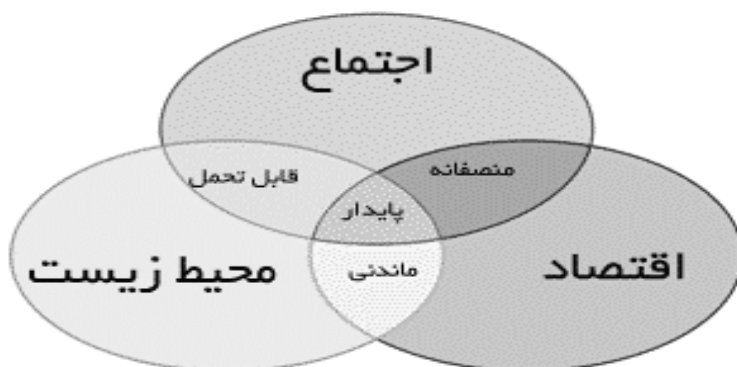 اجتماع
منصفانه
قابل تحمل
پایدار
اقتصاد
ماندنی
محیط زیست